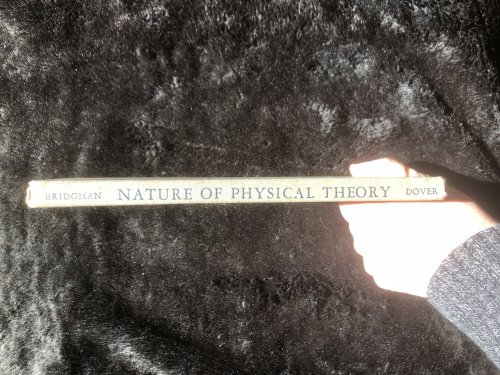 BRIDGMAN NATURE OF PHYSICAL THEORY DOVER